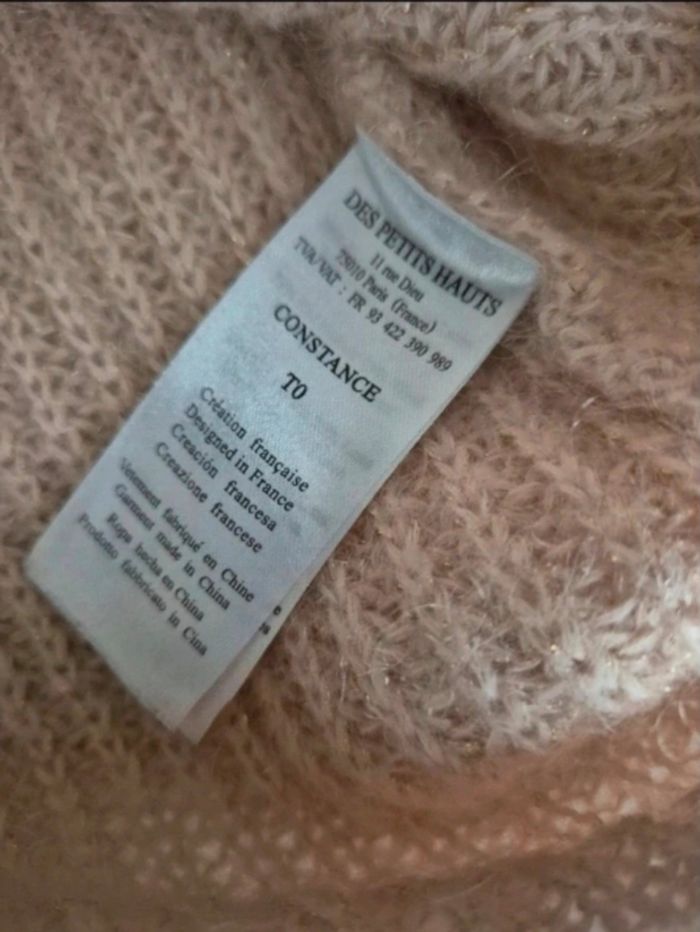 DES PETITS HAUTS
11 rue Dieu
75010 Paris (France)
TVA/VAT : FR 93 422 390 989
CONSTANCE
T0
Création française
Designed in France
Creación francesa
Creazione francese
Vêtement fabriqué en Chine
Garment made in China
Ropa hecha en China
Prodotto fabbricato in Cina